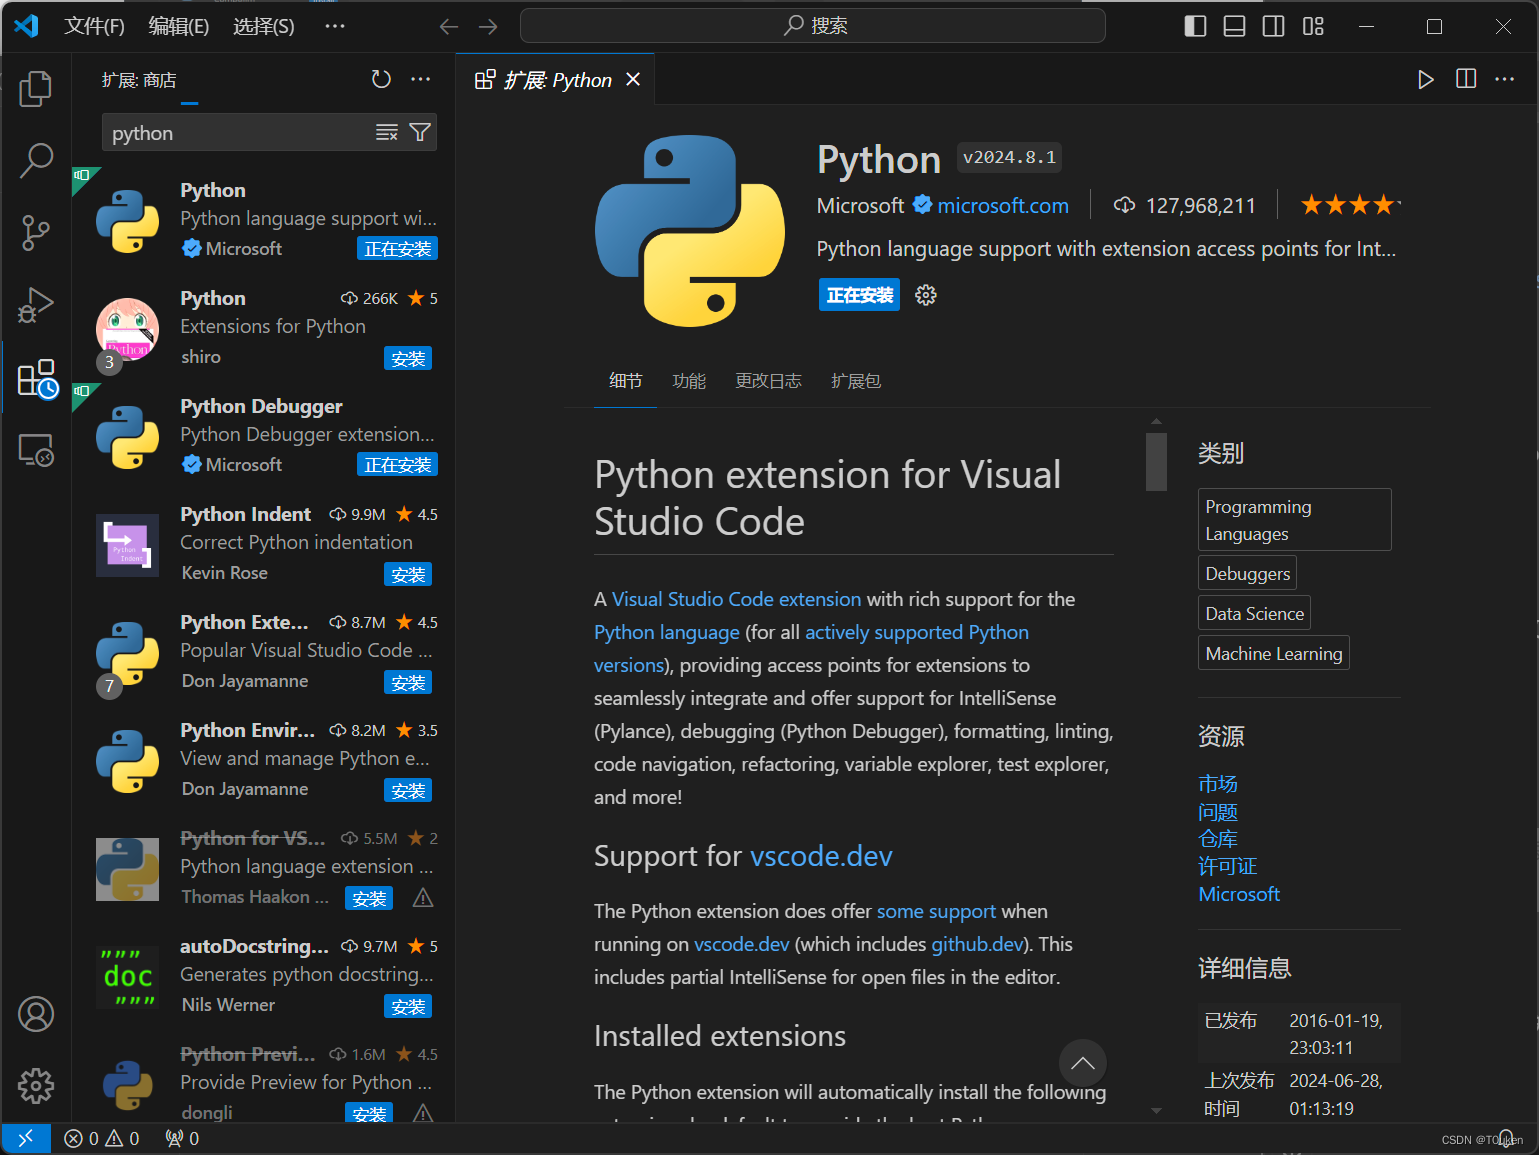 文件(F) 编辑(E) 选择(S) ···
搜索
扩展: 商店
python
Python
Python language support wi...
Microsoft 正在安装
Python 266K 5
Extensions for Python
shiro 安装
Python
3
Python Debugger
Python Debugger extension...
Microsoft 正在安装
Python Indent 9.9M 4.5
Correct Python indentation
Kevin Rose 安装
Python
Indent
Python Exte... 8.7M 4.5
Popular Visual Studio Code ...
Don Jayamanne 安装
7
Python Envir... 8.2M 3.5
View and manage Python e...
Don Jayamanne 安装
Python for VS... 5.5M 2
Python language extension ...
Thomas Haakon ... 安装
autoDocstring... 9.7M 5
Generates python docstring...
Nils Werner 安装
"""
doc
"""
Python Previ... 1.6M 4.5
Provide Preview for Python ...
dongli 安装
扩展: Python
Python v2024.8.1
Microsoft microsoft.com 127,968,211
Python language support with extension access points for Int...
正在安装
细节 功能 更改日志 扩展包
Python extension for Visual
Studio Code
A Visual Studio Code extension with rich support for the
Python language (for all actively supported Python
versions), providing access points for extensions to
seamlessly integrate and offer support for IntelliSense
(Pylance), debugging (Python Debugger), formatting, linting,
code navigation, refactoring, variable explorer, test explorer,
and more!
Support for vscode.dev
The Python extension does offer some support when
running on vscode.dev (which includes github.dev). This
includes partial IntelliSense for open files in the editor.
Installed extensions
The Python extension will automatically install the following
类别
Programming
Languages
Debuggers
Data Science
Machine Learning
资源
市场
问题
仓库
许可证
Microsoft
详细信息
已发布 2016-01-19,
23:03:11
上次发布 2024-06-28,
时间 01:13:19
0 0 0
CSDN @T0uken